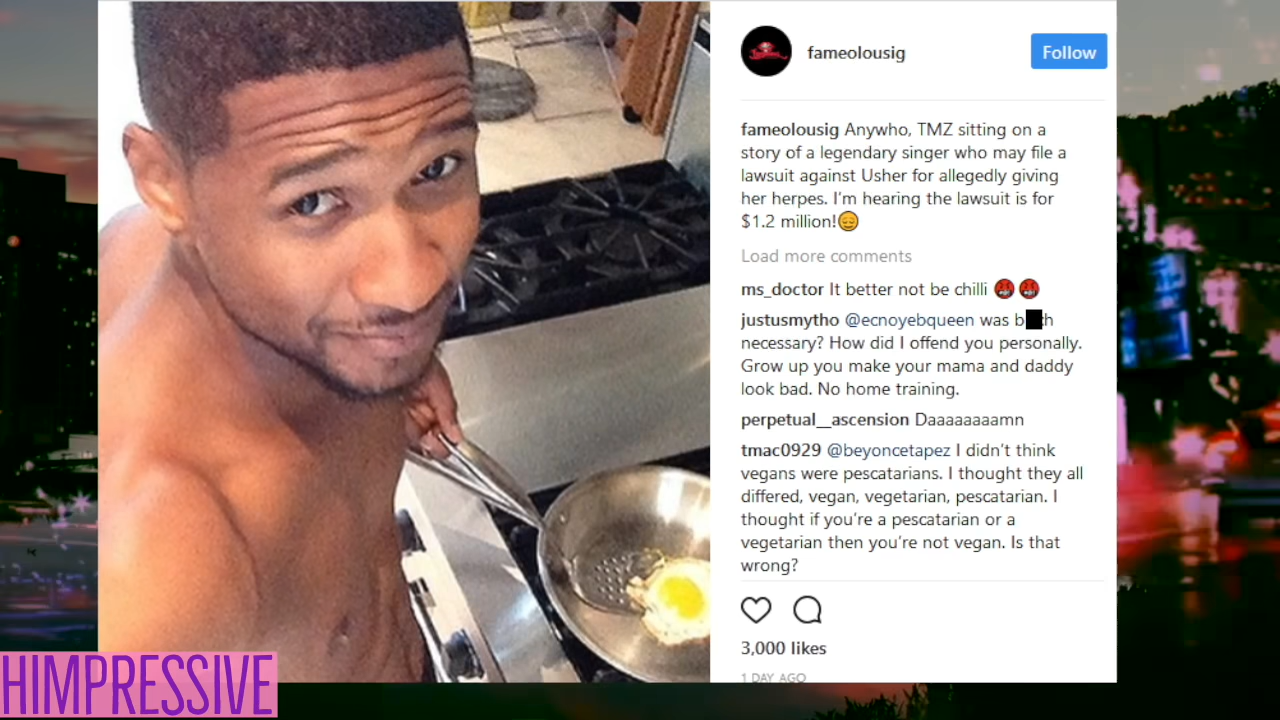 fameolousig
Follow
fameolousig Anywho, TMZ sitting on a
story of a legendary singer who may file a
lawsuit against Usher for allegedly giving
her herpes. I'm hearing the lawsuit is for
$1.2 million!😌
Load more comments
ms_doctor It better not be chilli 🤬 🤬
justusmytho @ecnoyebqueen was b h
necessary? How did I offend you personally.
Grow up you make your mama and daddy
look bad. No home training.
perpetual__ascension Daaaaaaaamn
tmac0929 @beyoncetapez I didn't think
vegans were pescatarians. I thought they all
differed, vegan, vegetarian, pescatarian. I
thought if you're a pescatarian or a
vegetarian then you're not vegan. Is that
wrong?
3,000 likes
1 DAY AGO
HIMPRESSIVE